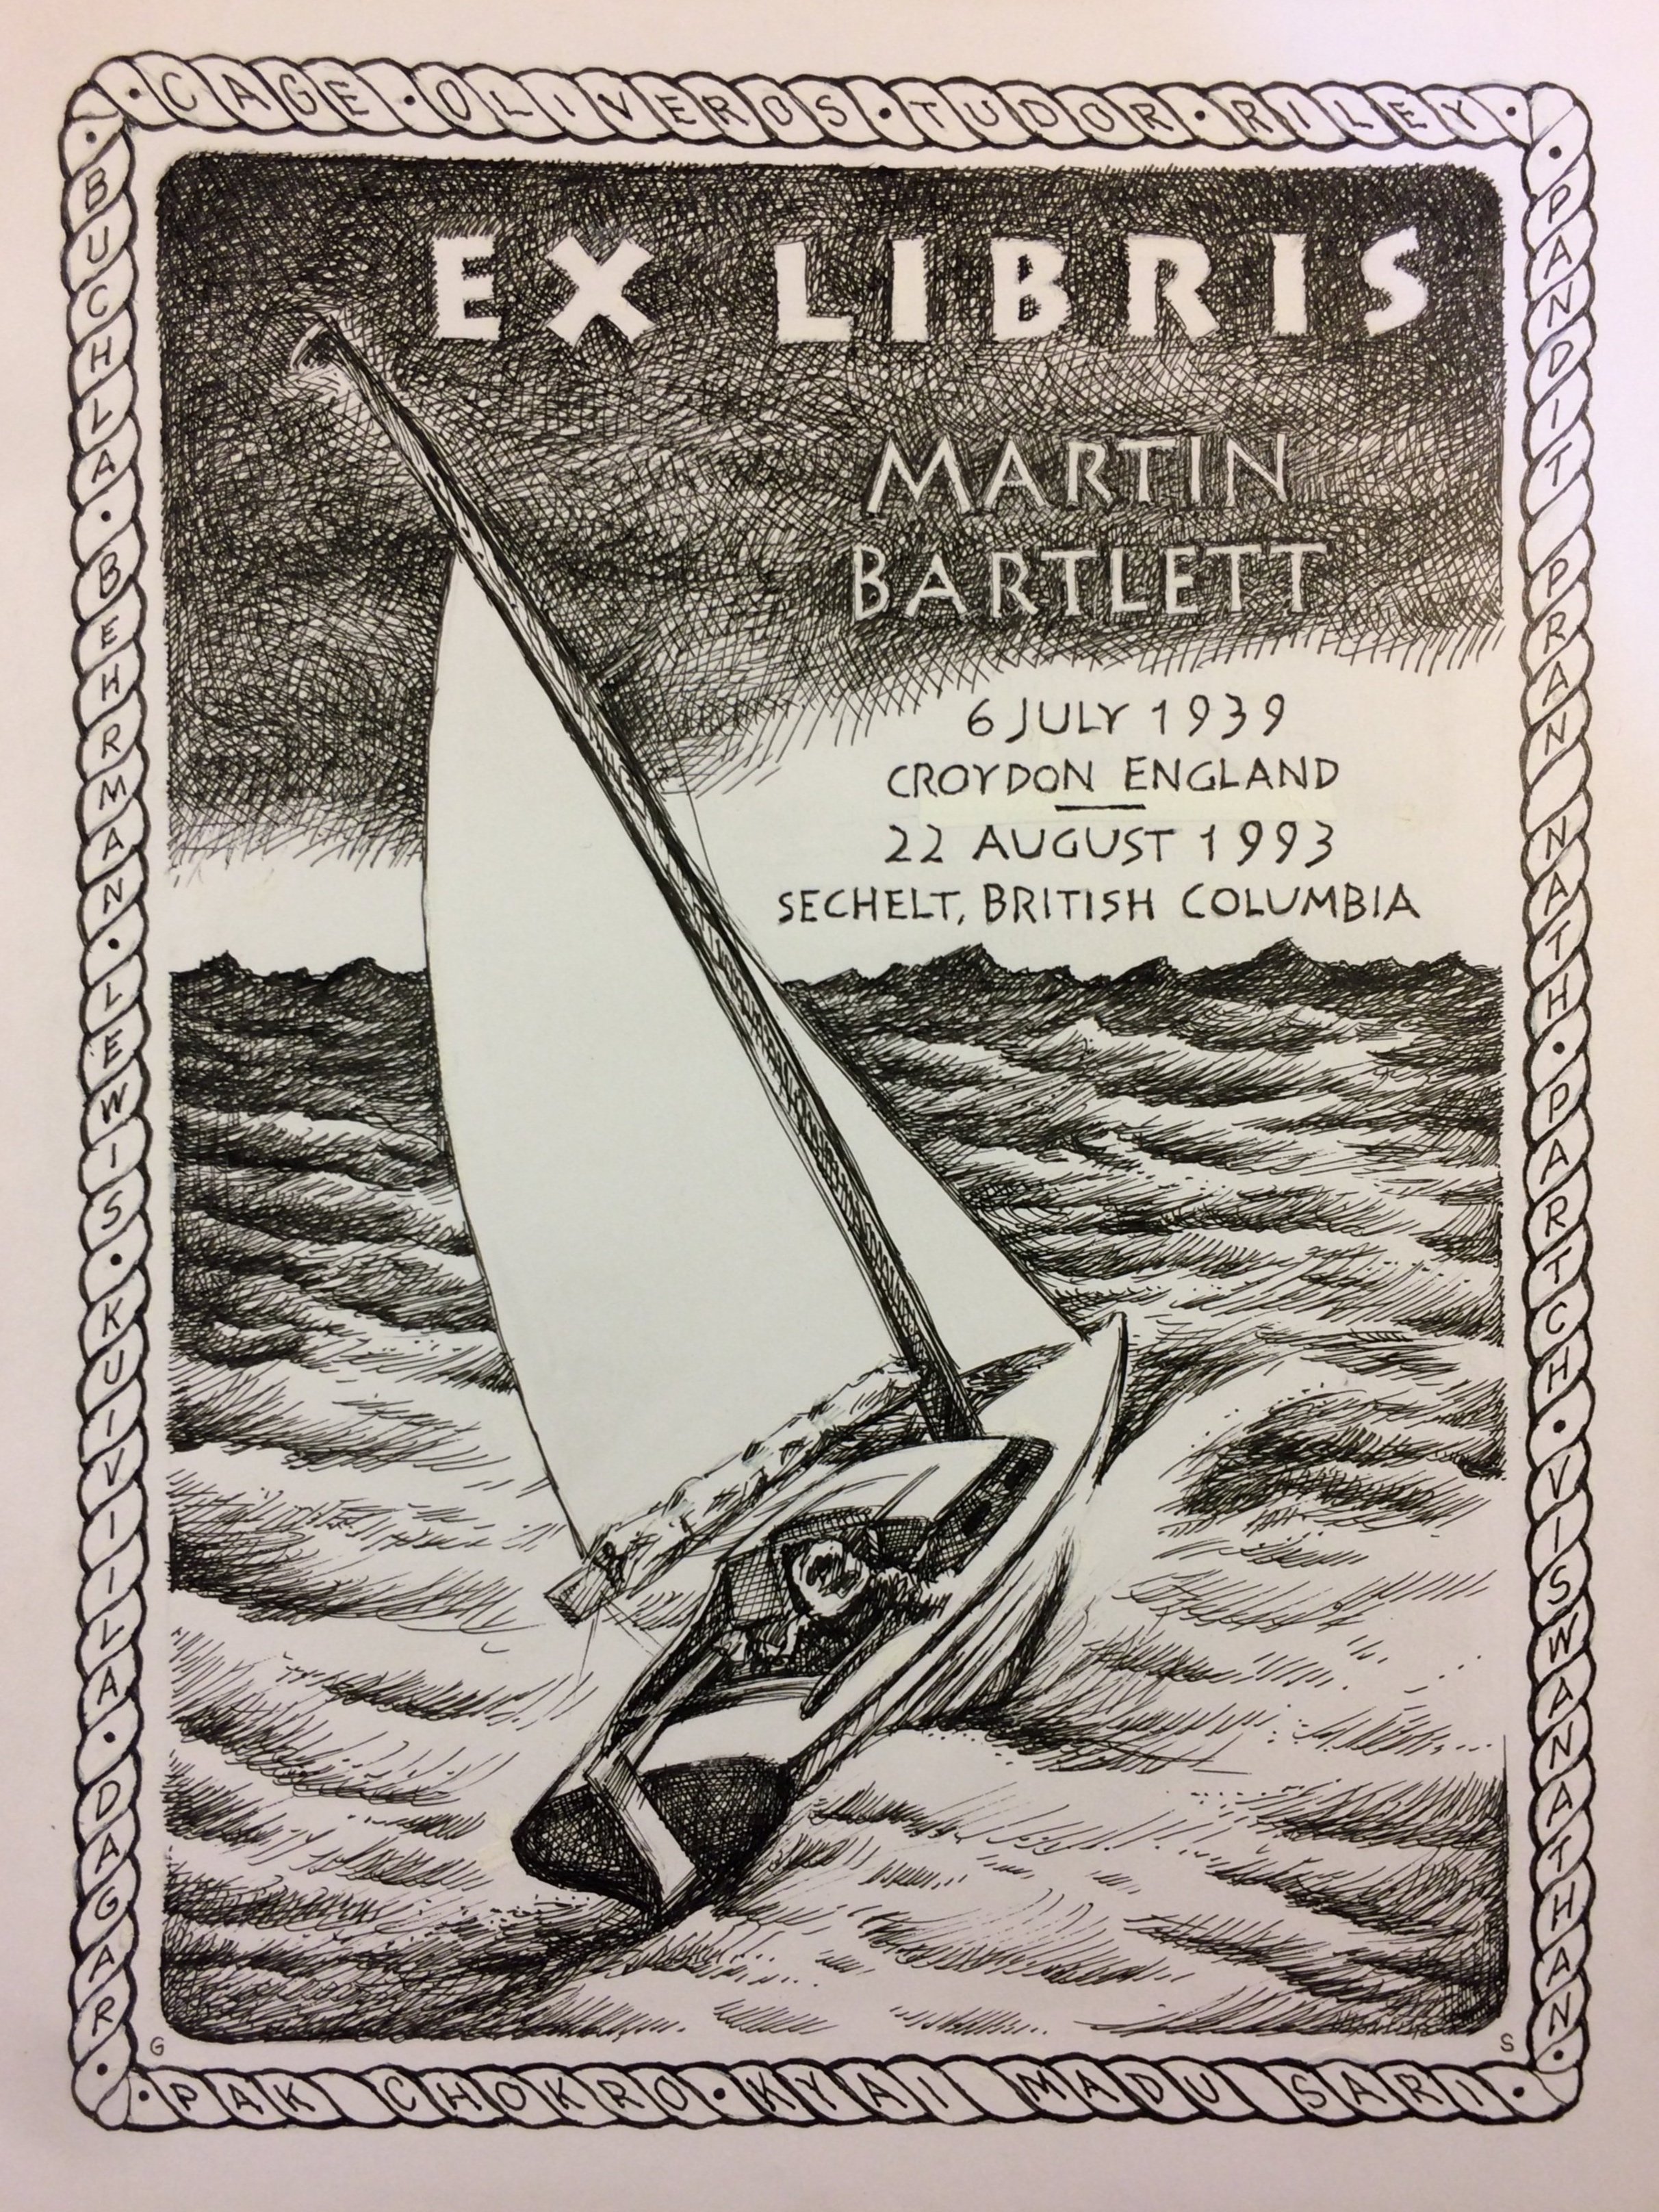 ·CAGE·OLIVEROS·TUDOR·RILEY·
·PANDIT PRAN NATH·PARTCH·VISWANATHAN·
·BUCHLA·BEHRMAN·LEWIS·KUIVILA·DAGAR·
EX LIBRIS
MARTIN
BARTLETT
6 JULY 1939
CROYDON ENGLAND
22 AUGUST 1993
SECHELT, BRITISH COLUMBIA
G
S
·PAK CHOKRO·KYAI MADU SARI·